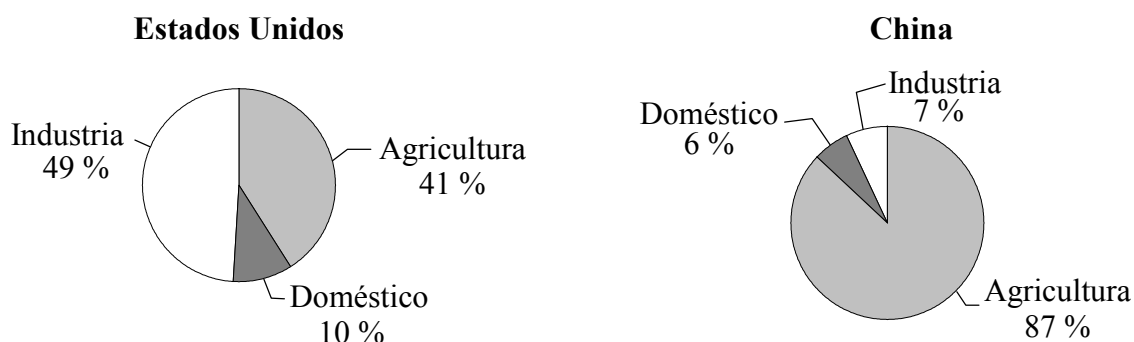 Estados Unidos
Industria
49 %
Agricultura
41 %
Doméstico
10 %
China
Industria
7 %
Doméstico
6 %
Agricultura
87 %